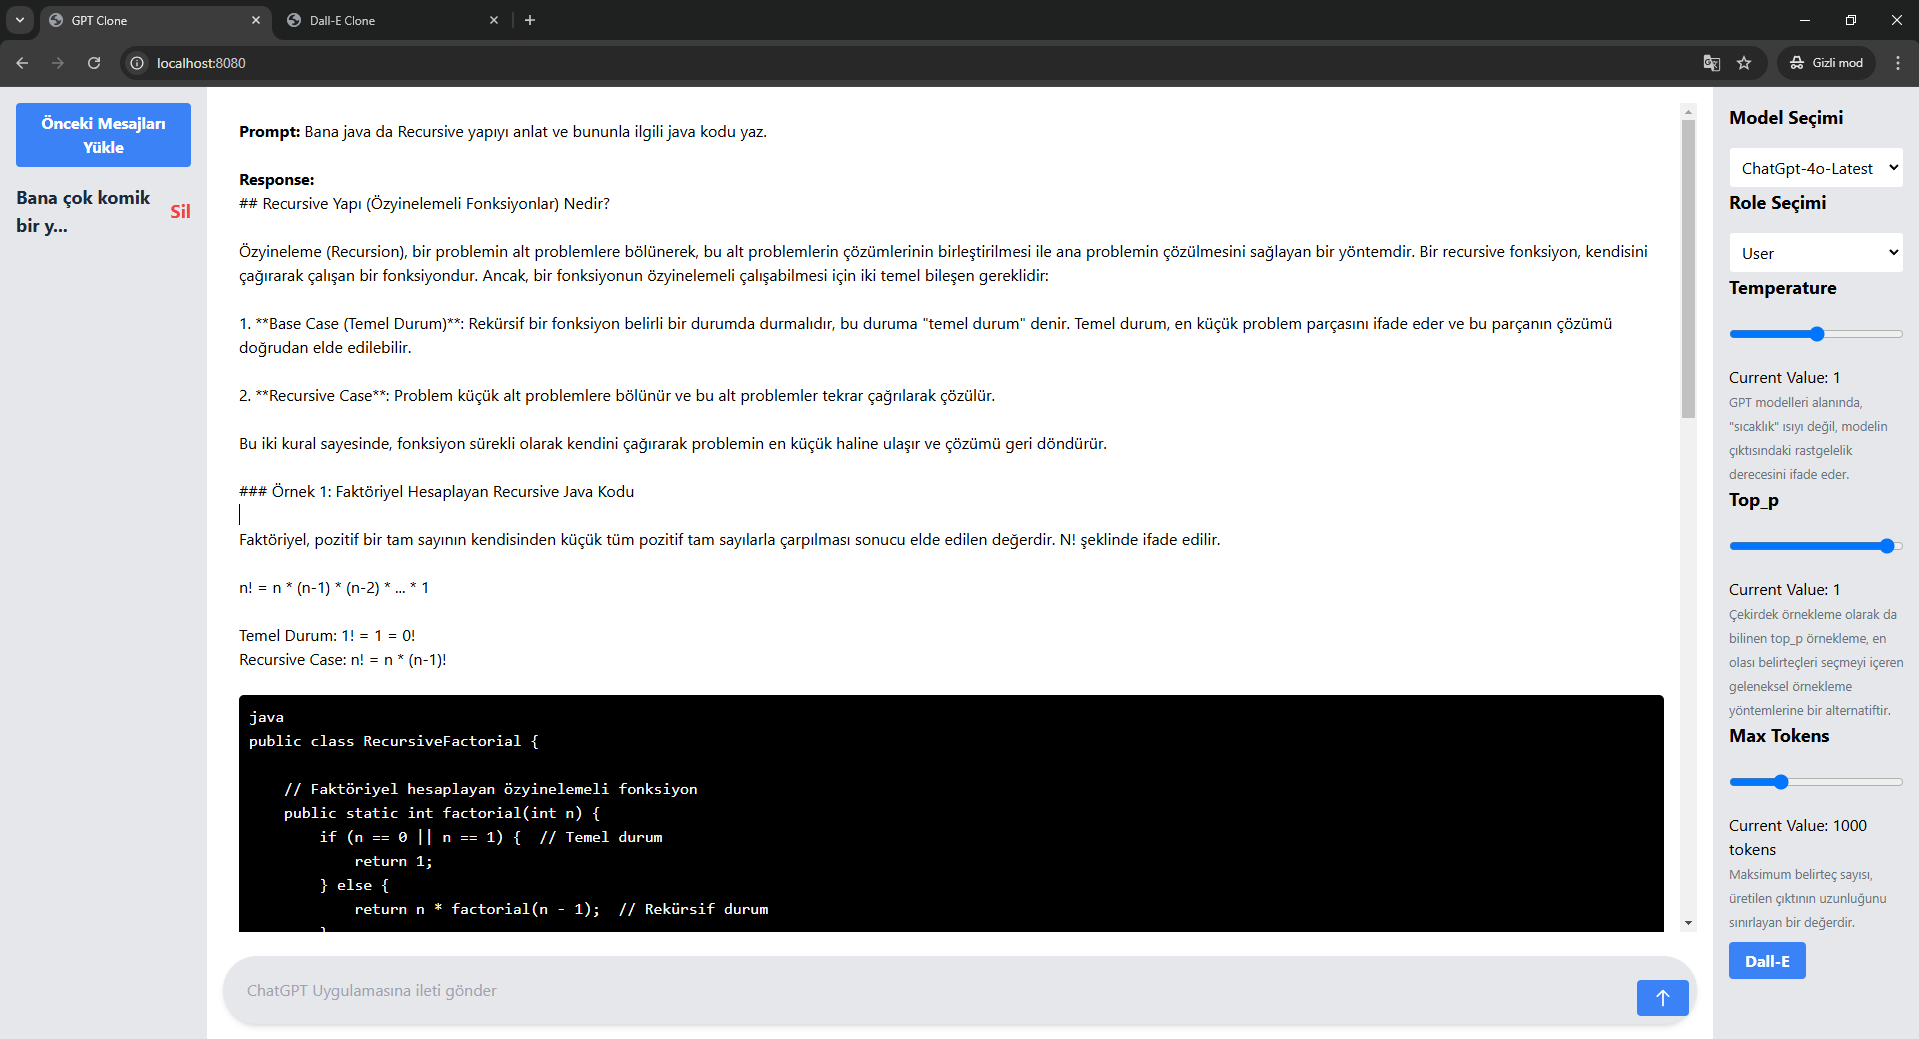 GPT Clone
Dall-E Clone
localhost:8080
Gizli mod
Önceki Mesajları
Yükle
Bana çok komik
bir y...
Sil
Prompt: Bana java da Recursive yapıyı anlat ve bununla ilgili java kodu yaz.
Response:
## Recursive Yapı (Özyinelemeli Fonksiyonlar) Nedir?
Özyineleme (Recursion), bir problemin alt problemlere bölünerek, bu alt problemlerin çözümlerinin birleştirilmesi ile ana problemin çözülmesini sağlayan bir yöntemdir. Bir recursive fonksiyon, kendisini
çağırarak çalışan bir fonksiyondur. Ancak, bir fonksiyonun özyinelemeli çalışabilmesi için iki temel bileşen gereklidir:
1. **Base Case (Temel Durum)**: Rekürsif bir fonksiyon belirli bir durumda durmalıdır, bu duruma "temel durum" denir. Temel durum, en küçük problem parçasını ifade eder ve bu parçanın çözümü
doğrudan elde edilebilir.
2. **Recursive Case**: Problem küçük alt problemlere bölünür ve bu alt problemler tekrar çağrılarak çözülür.
Bu iki kural sayesinde, fonksiyon sürekli olarak kendini çağırarak problemin en küçük haline ulaşır ve çözümü geri döndürür.
### Örnek 1: Faktöriyel Hesaplayan Recursive Java Kodu
Faktöriyel, pozitif bir tam sayının kendisinden küçük tüm pozitif tam sayılarla çarpılması sonucu elde edilen değerdir. N! şeklinde ifade edilir.
n! = n * (n-1) * (n-2) * ... * 1
Temel Durum: 1! = 1 = 0!
Recursive Case: n! = n * (n-1)!
java
public class RecursiveFactorial {
// Faktöriyel hesaplayan özyinelemeli fonksiyon
public static int factorial(int n) {
if (n == 0 || n == 1) {  // Temel durum
return 1;
} else {
return n * factorial(n - 1);  // Rekürsif durum
}
ChatGPT Uygulamasına ileti gönder
Model Seçimi
ChatGpt-4o-Latest
Role Seçimi
User
Temperature
Current Value: 1
GPT modelleri alanında,
"sıcaklık" ısıyı değil, modelin
çıktısındaki rastgelelik
derecesini ifade eder.
Top_p
Current Value: 1
Çekirdek örnekleme olarak da
bilinen top_p örnekleme, en
olası belirteçleri seçmeyi içeren
geleneksel örnekleme
yöntemlerine bir alternatiftir.
Max Tokens
Current Value: 1000
tokens
Maksimum belirteç sayısı,
üretilen çıktının uzunluğunu
sınırlayan bir değerdir.
Dall-E